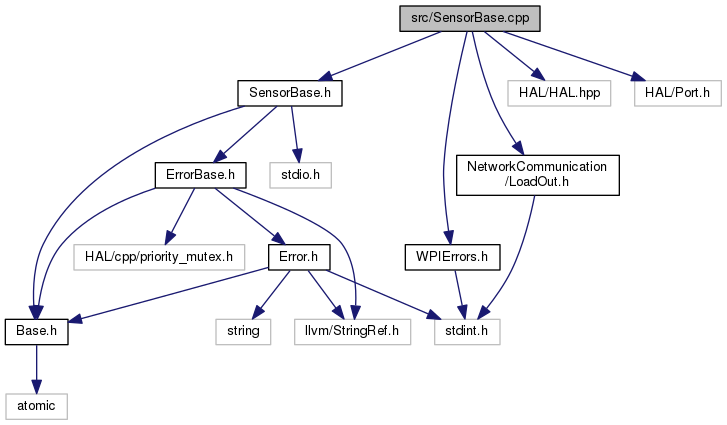 src/SensorBase.cpp
SensorBase.h
HAL/HAL.hpp
HAL/Port.h
ErrorBase.h
stdio.h
NetworkCommunication
/LoadOut.h
HAL/cpp/priority_mutex.h
Error.h
WPIErrors.h
Base.h
string
llvm/StringRef.h
stdint.h
atomic